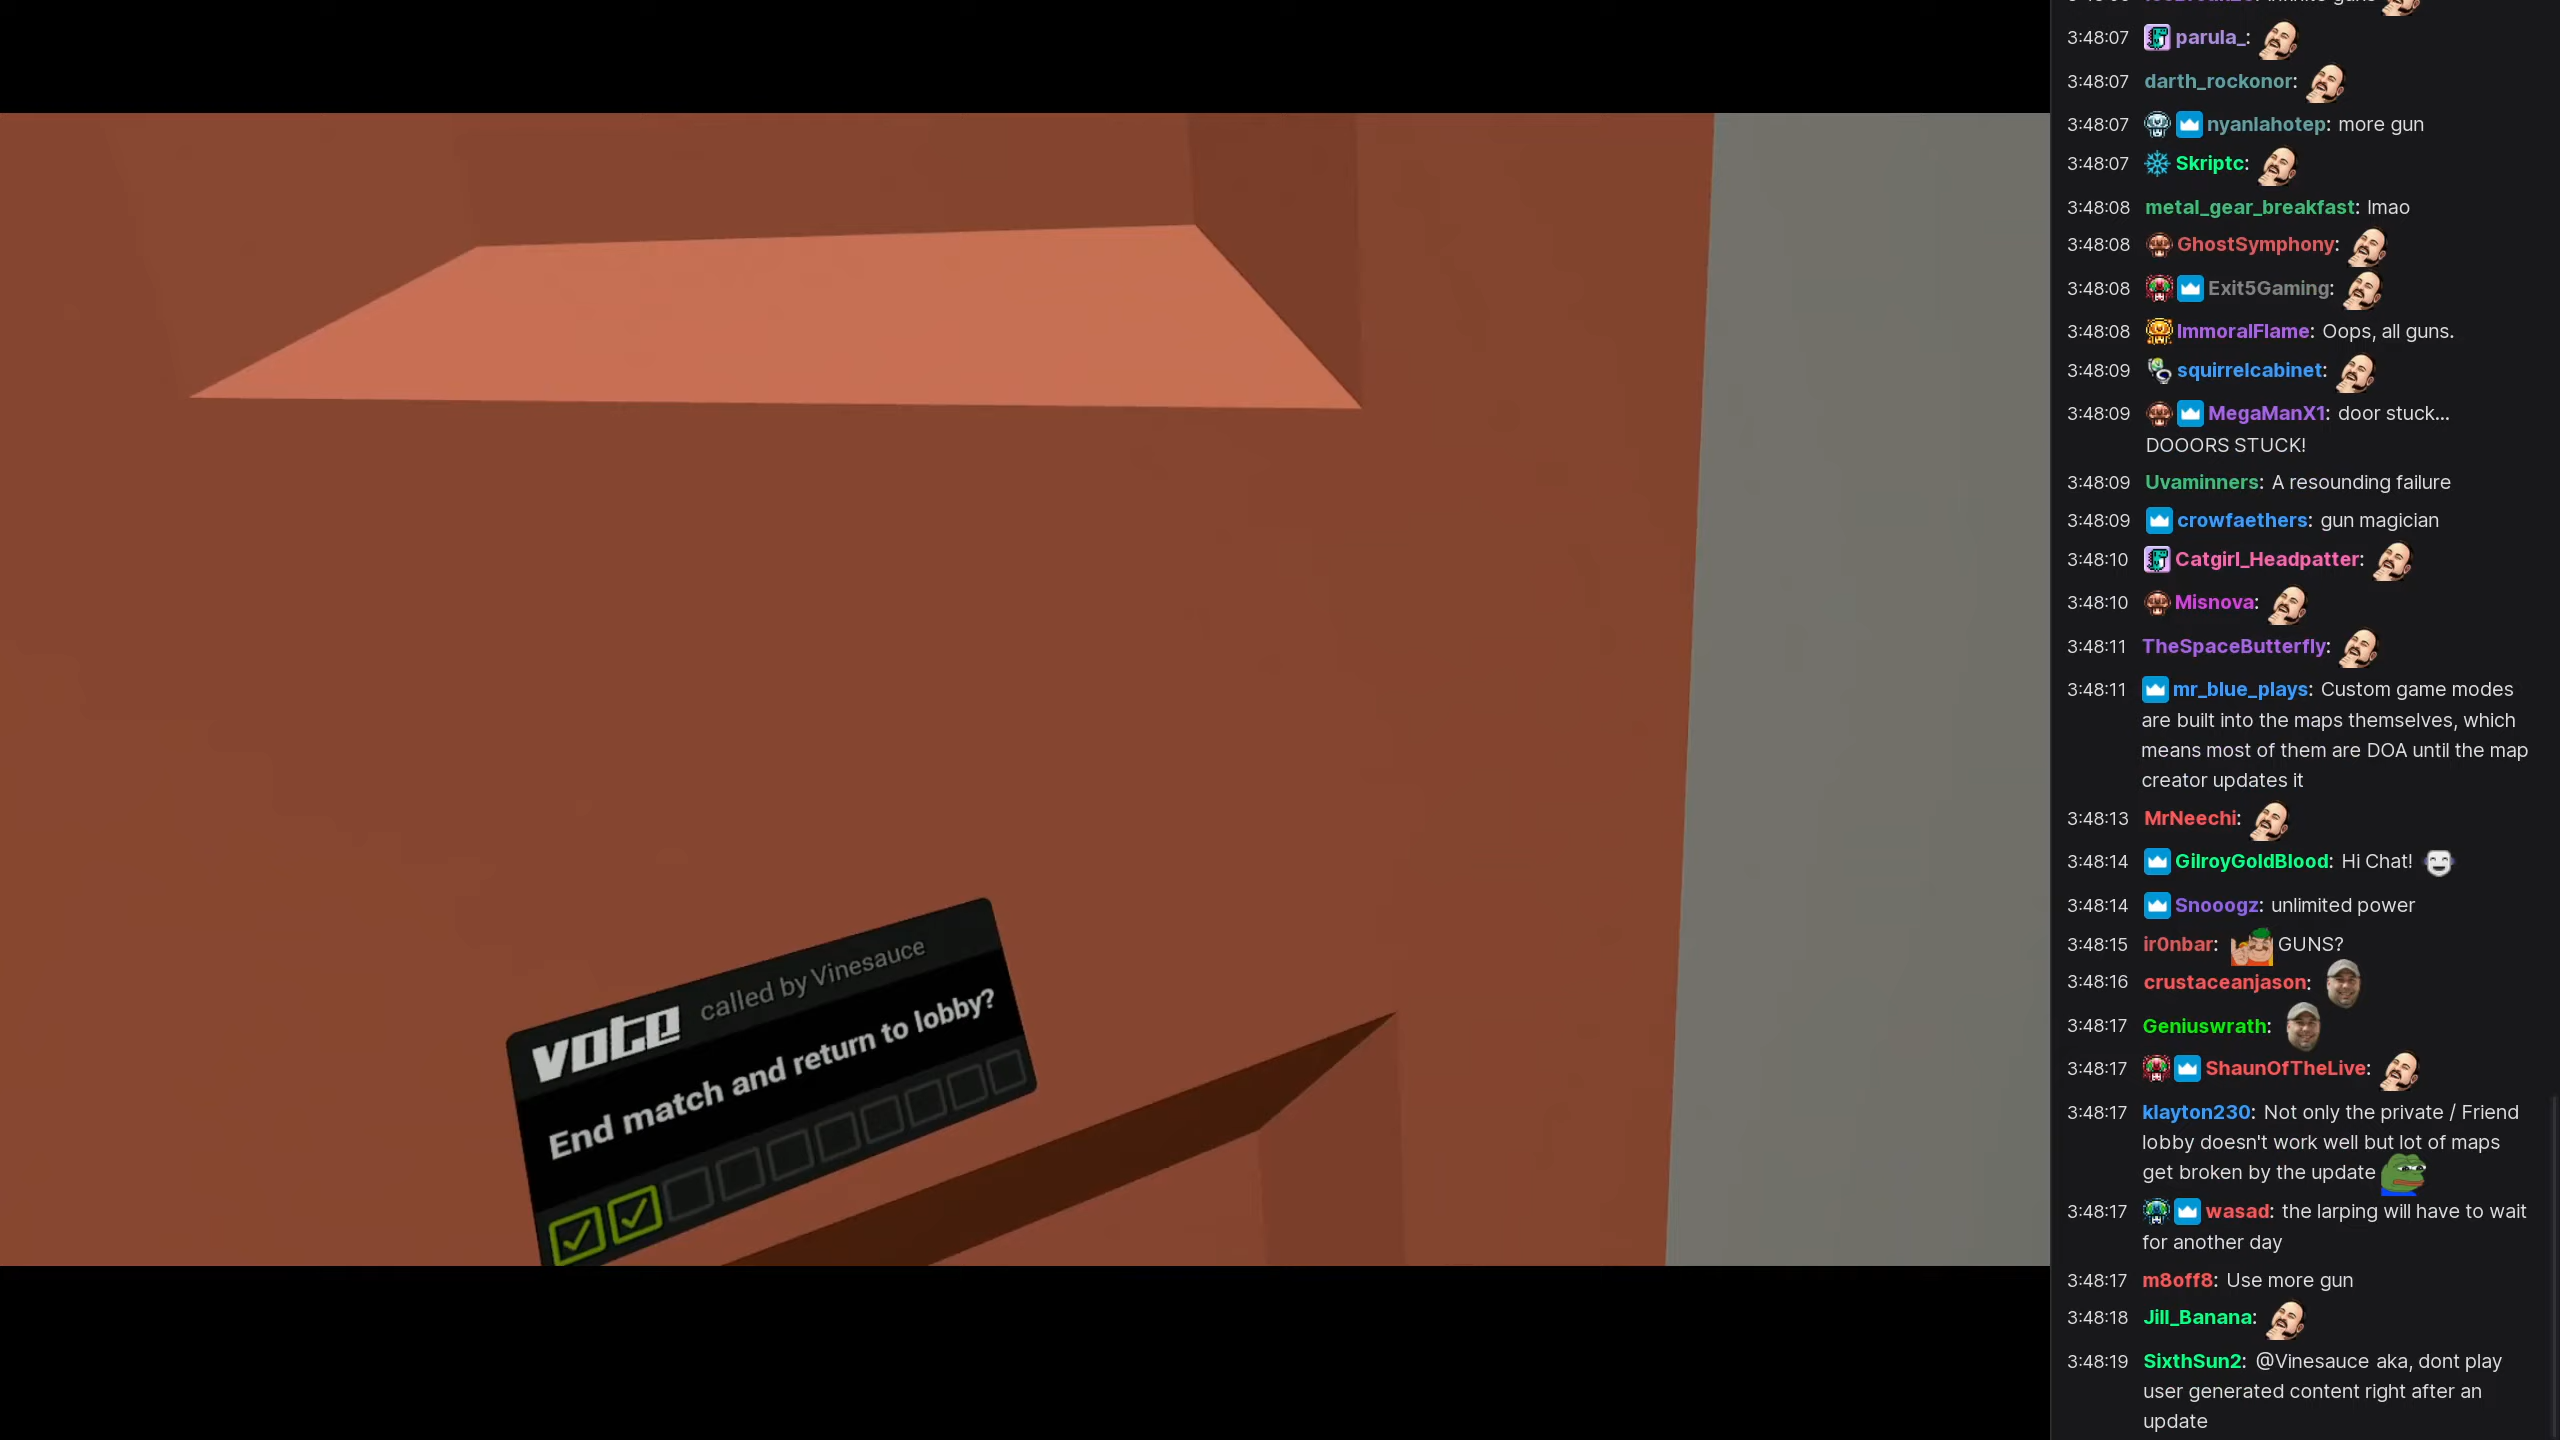 vote called by Vinesauce
End match and return to lobby?
3:48:07 parula_:
3:48:07 darth_rockonor:
3:48:07 nyanlahotep: more gun
3:48:07 Skriptc:
3:48:08 metal_gear_breakfast: lmao
3:48:08 GhostSymphony:
3:48:08 Exit5Gaming:
3:48:08 ImmoralFlame: Oops, all guns.
3:48:09 squirrelcabinet:
3:48:09 MegaManX1: door stuck...
DOOORS STUCK!
3:48:09 Uvaminners: A resounding failure
3:48:09 crowfaethers: gun magician
3:48:10 Catgirl_Headpatter:
3:48:10 Misnova:
3:48:11 TheSpaceButterfly:
3:48:11 mr_blue_plays: Custom game modes
are built into the maps themselves, which
means most of them are DOA until the map
creator updates it
3:48:13 MrNeechi:
3:48:14 GilroyGoldBlood: Hi Chat!
3:48:14 Snooogz: unlimited power
3:48:15 ir0nbar: GUNS?
3:48:16 crustaceanjason:
3:48:17 Geniuswrath:
3:48:17 ShaunOfTheLive:
3:48:17 klayton230: Not only the private / Friend
lobby doesn't work well but lot of maps
get broken by the update
3:48:17 wasad: the larping will have to wait
for another day
3:48:17 m8off8: Use more gun
3:48:18 Jill_Banana:
3:48:19 SixthSun2: @Vinesauce aka, dont play
user generated content right after an
update